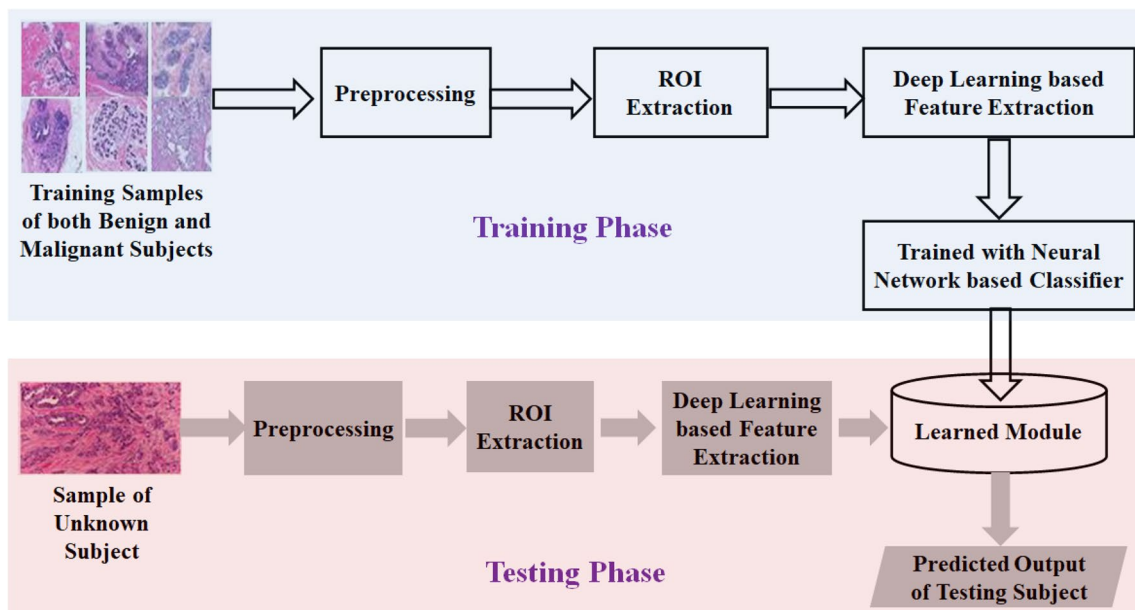 Preprocessing
ROI
Extraction
Deep Learning based
Feature Extraction
Training Samples
of both Benign and
Malignant Subjects
Training Phase
Trained with Neural
Network based Classifier
Preprocessing
ROI
Extraction
Deep Learning
based Feature
Extraction
Learned Module
Sample of
Unknown
Subject
Testing Phase
Predicted Output
of Testing Subject